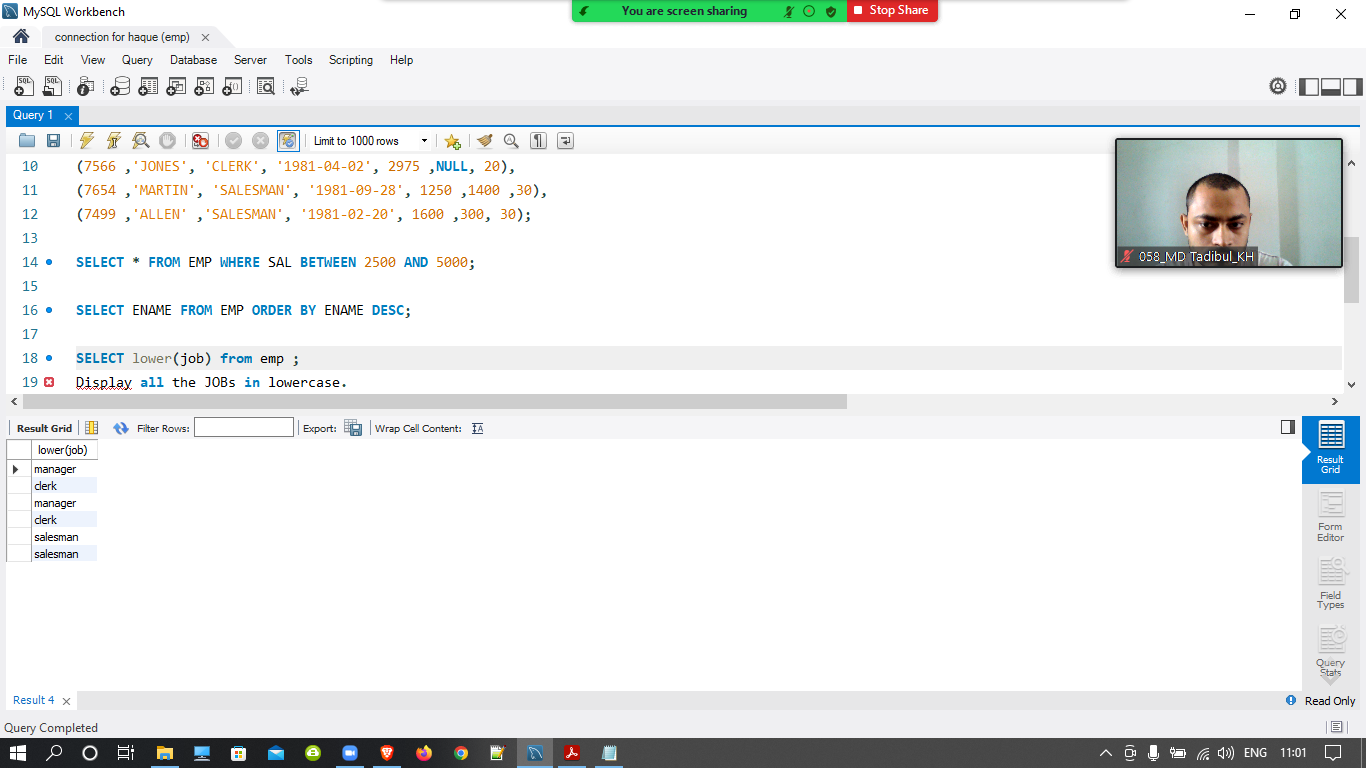 MySQL Workbench
You are screen sharing
Stop Share
connection for haque (emp)
File Edit View Query Database Server Tools Scripting Help
Query 1
Limit to 1000 rows
10 (7566 ,'JONES', 'CLERK', '1981-04-02', 2975 ,NULL, 20),
11 (7654 ,'MARTIN', 'SALESMAN', '1981-09-28', 1250 ,1400 ,30),
12 (7499 ,'ALLEN' ,'SALESMAN', '1981-02-20', 1600 ,300, 30);
13
14 SELECT * FROM EMP WHERE SAL BETWEEN 2500 AND 5000;
15
16 SELECT ENAME FROM EMP ORDER BY ENAME DESC;
17
18 SELECT lower(job) from emp ;
19 Display all the JOBs in lowercase.
058_MD Tadibul_KH
Result Grid Filter Rows: Export: Wrap Cell Content:
lower(job)
manager
clerk
manager
clerk
salesman
salesman
Result
Grid
Form
Editor
Field
Types
Query
Stats
Result 4
Read Only
Query Completed
ENG 11:01